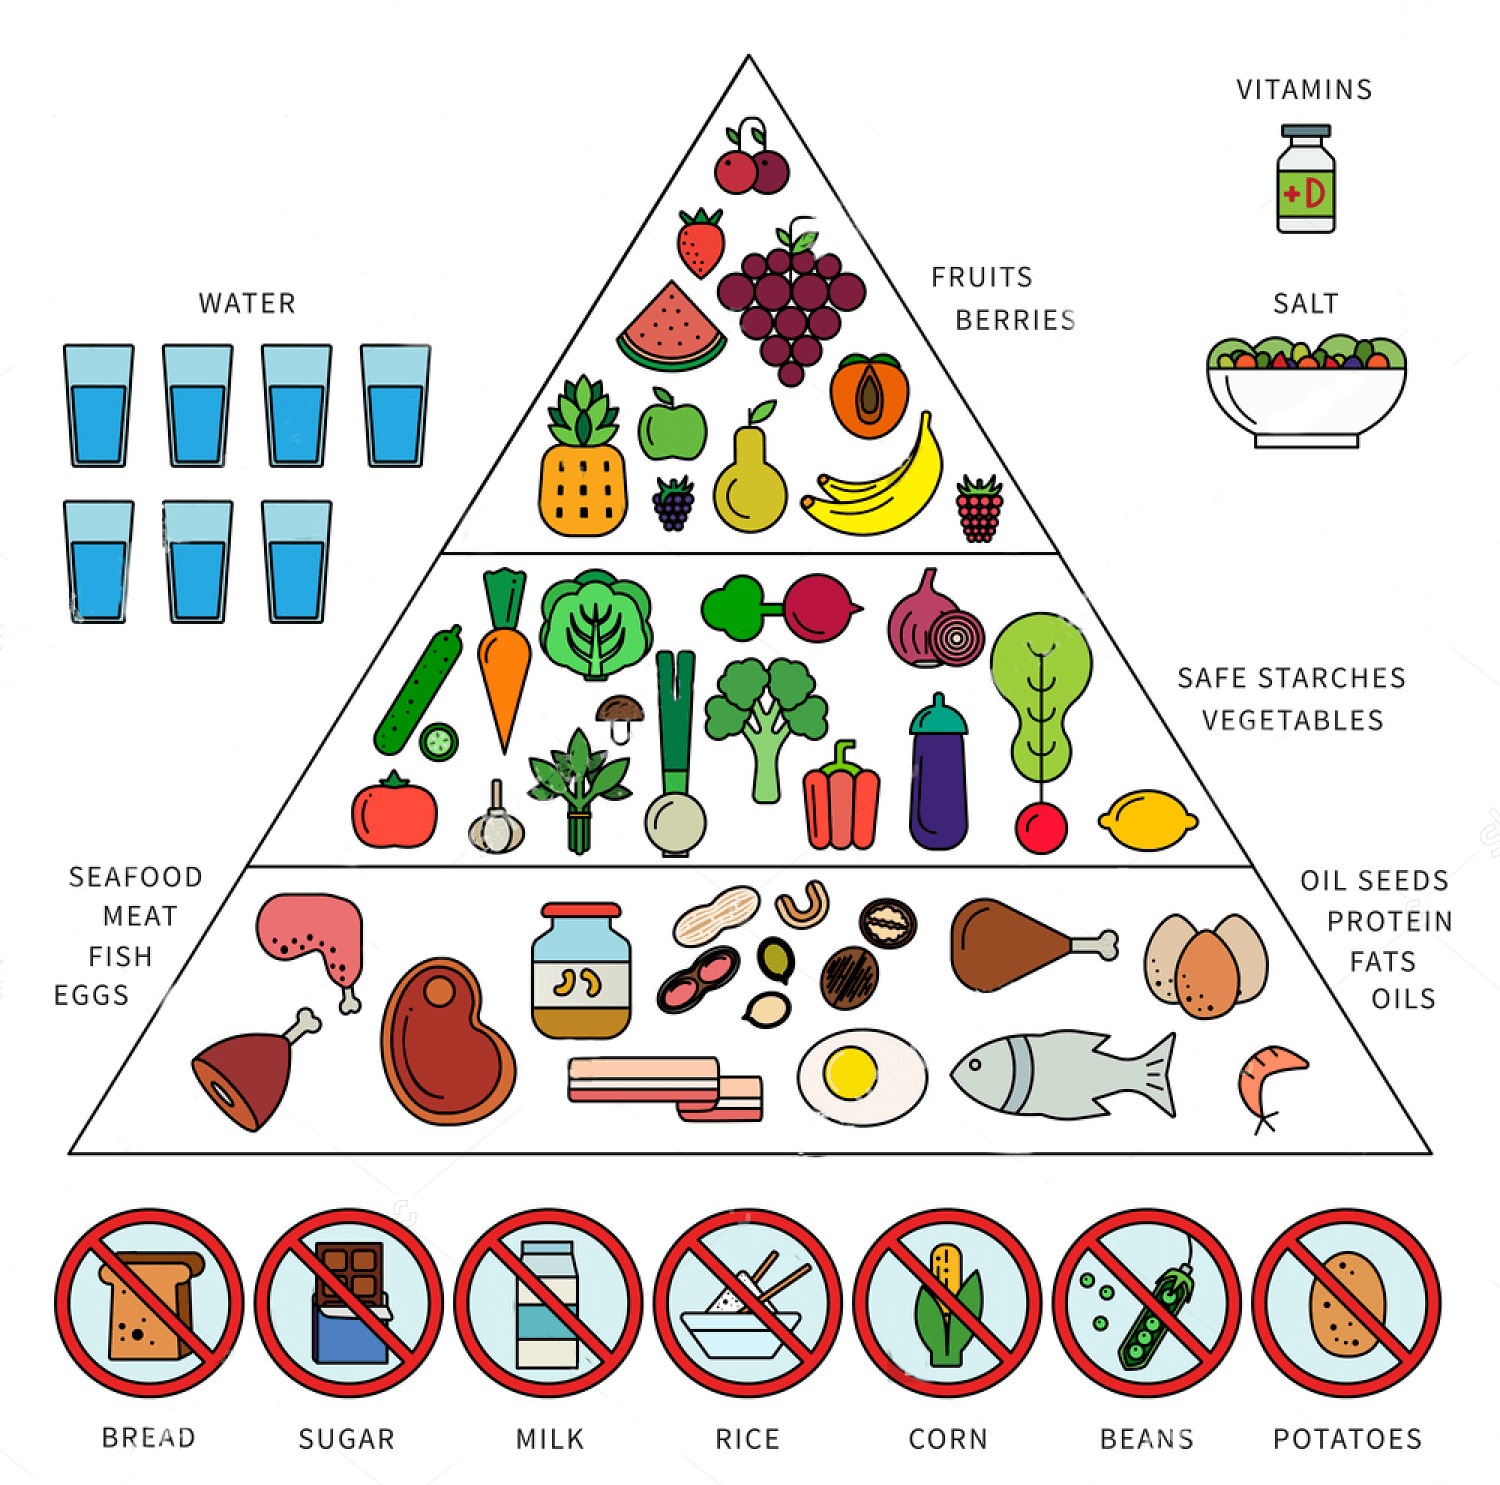 VITAMINS
+D
WATER
FRUITS
BERRIES
SALT
SAFE STARCHES
VEGETABLES
SEAFOOD
MEAT
FISH
EGGS
OIL SEEDS
PROTEIN
FATS
OILS
BREAD
SUGAR
MILK
RICE
CORN
BEANS
POTATOES